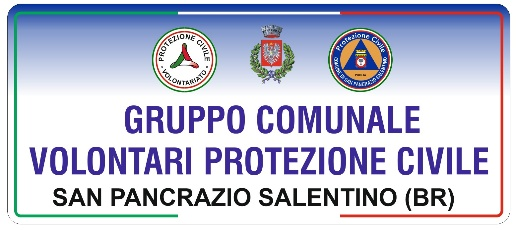 PROTEZIONE CIVILE
VOLONTARIATO
Protezione Civile
GRUPPO COMUNALE
VOLONTARI PROTEZIONE CIVILE
SAN PANCRAZIO SALENTINO (BR)